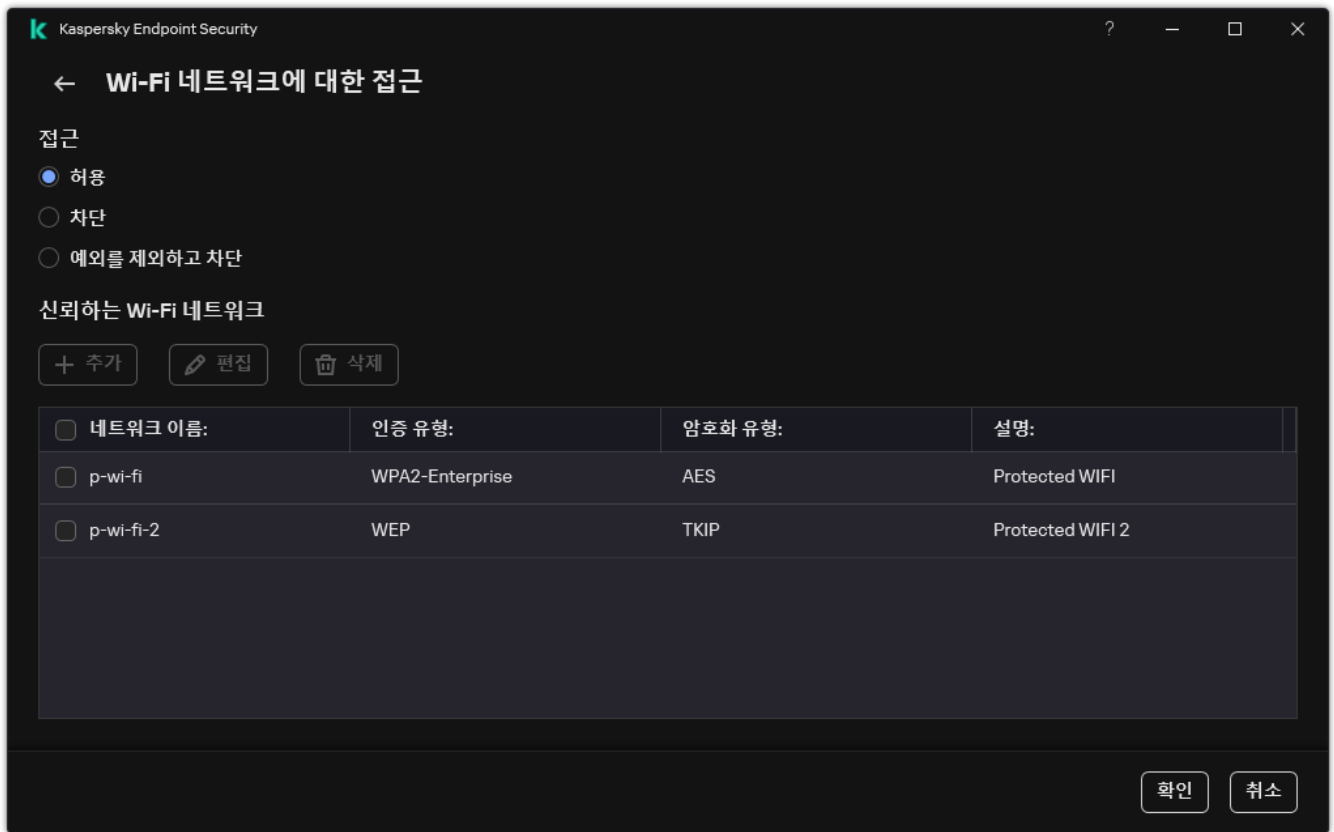 Kaspersky Endpoint Security ?
Wi-Fi 네트워크에 대한 접근
접근
허용
차단
예외를 제외하고 차단
신뢰하는 Wi-Fi 네트워크
추가 편집 삭제
네트워크 이름: 인증 유형: 암호화 유형: 설명:
p-wi-fi WPA2-Enterprise AES Protected WIFI
p-wi-fi-2 WEP TKIP Protected WIFI 2
확인 취소